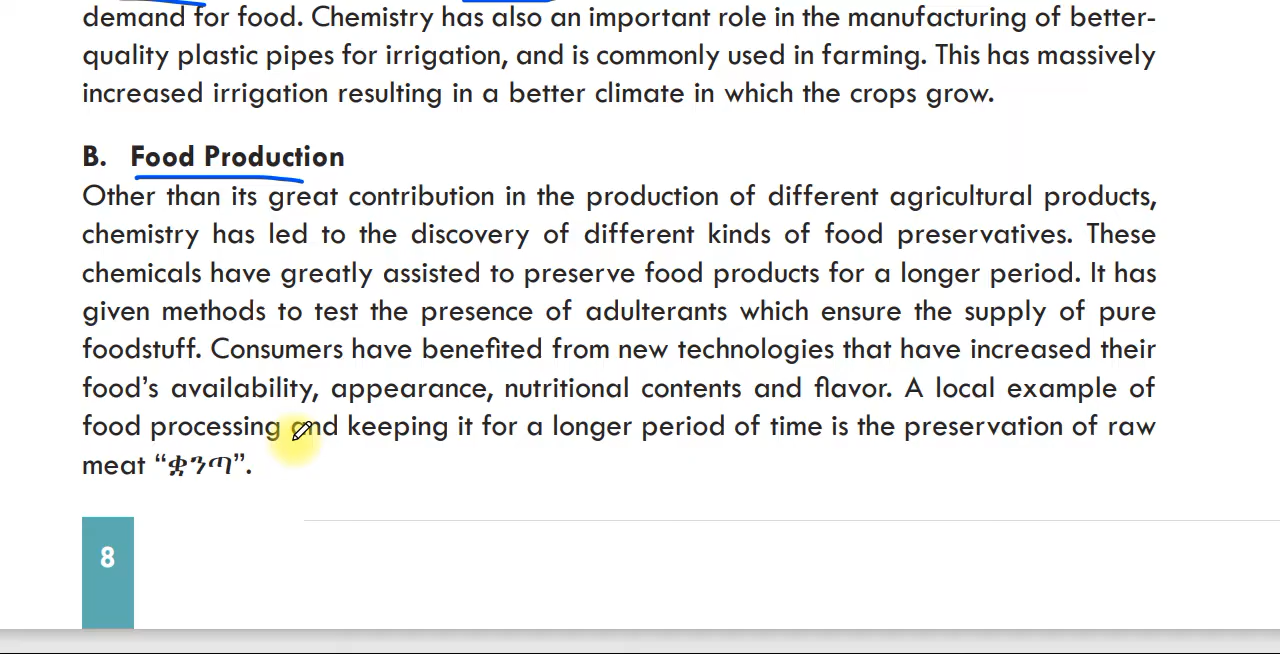 demand for food. Chemistry has also an important role in the manufacturing of better-
quality plastic pipes for irrigation, and is commonly used in farming. This has massively
increased irrigation resulting in a better climate in which the crops grow.
B. Food Production
Other than its great contribution in the production of different agricultural products,
chemistry has led to the discovery of different kinds of food preservatives. These
chemicals have greatly assisted to preserve food products for a longer period. It has
given methods to test the presence of adulterants which ensure the supply of pure
foodstuff. Consumers have benefited from new technologies that have increased their
food’s availability, appearance, nutritional contents and flavor. A local example of
food processing and keeping it for a longer period of time is the preservation of raw
meat “ቋንጣ”.
8